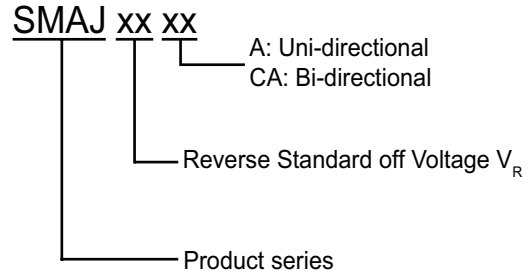 SMAJ xx xx
A: Uni-directional
CA: Bi-directional
Reverse Standard off Voltage VR
Product series